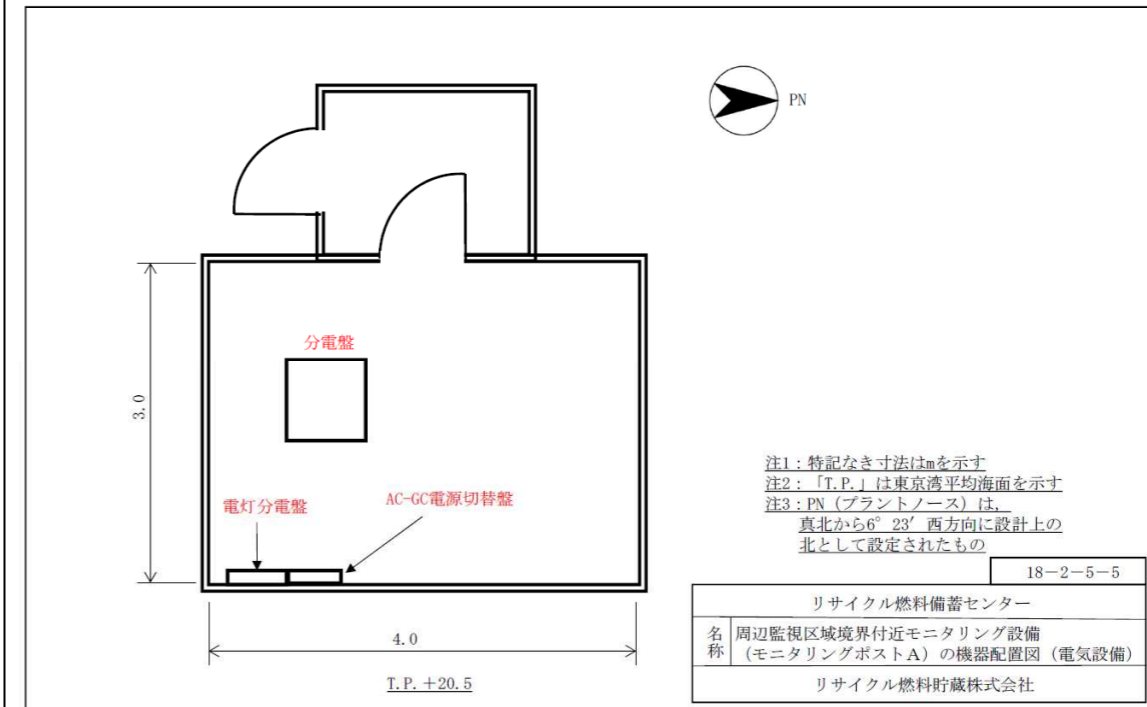 PN
分電盤
3.0
電灯分電盤
AC-GC電源切替盤
4.0
T.P.+20.5
注1:特記なき寸法はmを示す
注2:「T.P.」は東京湾平均海面を示す
注3:PN(プラントノース)は、
真北から6°23′西方向に設計上の
北として設定されたもの
18-2-5-5
リサイクル燃料備蓄センター
名称
周辺監視区域境界付近モニタリング設備
(モニタリングポストA)の機器配置図(電気設備)
リサイクル燃料貯蔵株式会社